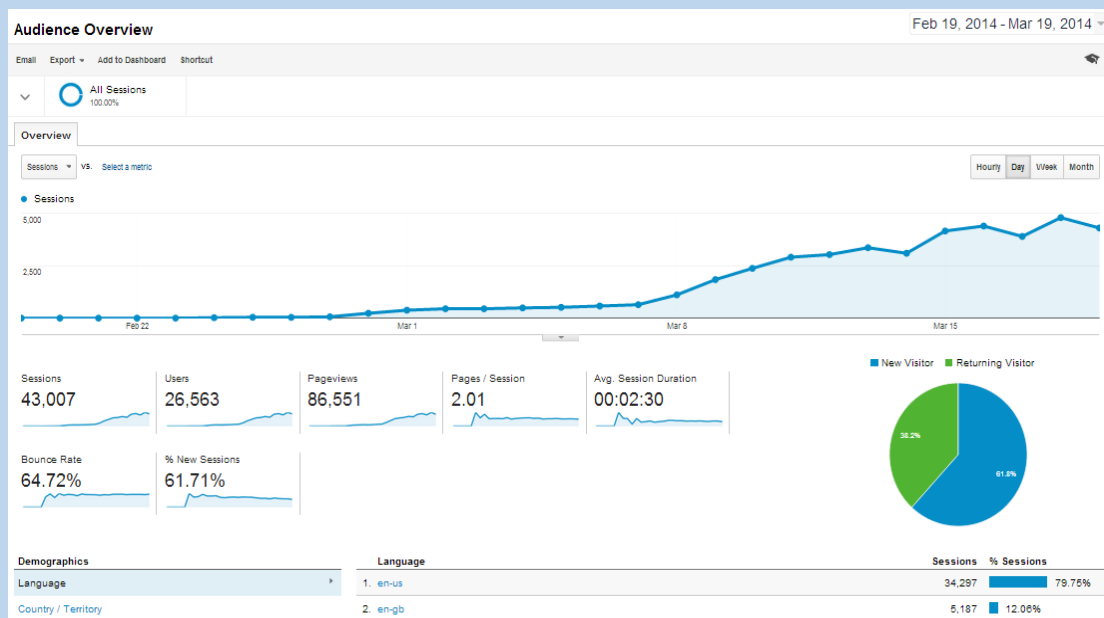 Audience Overview
Feb 19, 2014 - Mar 19, 2014
Email Export Add to Dashboard Shortcut
All Sessions
100.00%
Overview
Sessions vs. Select a metric
Hourly Day Week Month
Sessions
5,000
2,500
Feb 22 Mar 1 Mar 8 Mar 15
New Visitor Returning Visitor
Sessions Users Pageviews Pages / Session Avg. Session Duration
43,007 26,563 86,551 2.01 00:02:30
38.2%
61.8%
Bounce Rate % New Sessions
64.72% 61.71%
Demographics Language Sessions % Sessions
Language 1. en-us 34,297 79.75%
Country / Territory 2. en-gb 5,187 12.06%